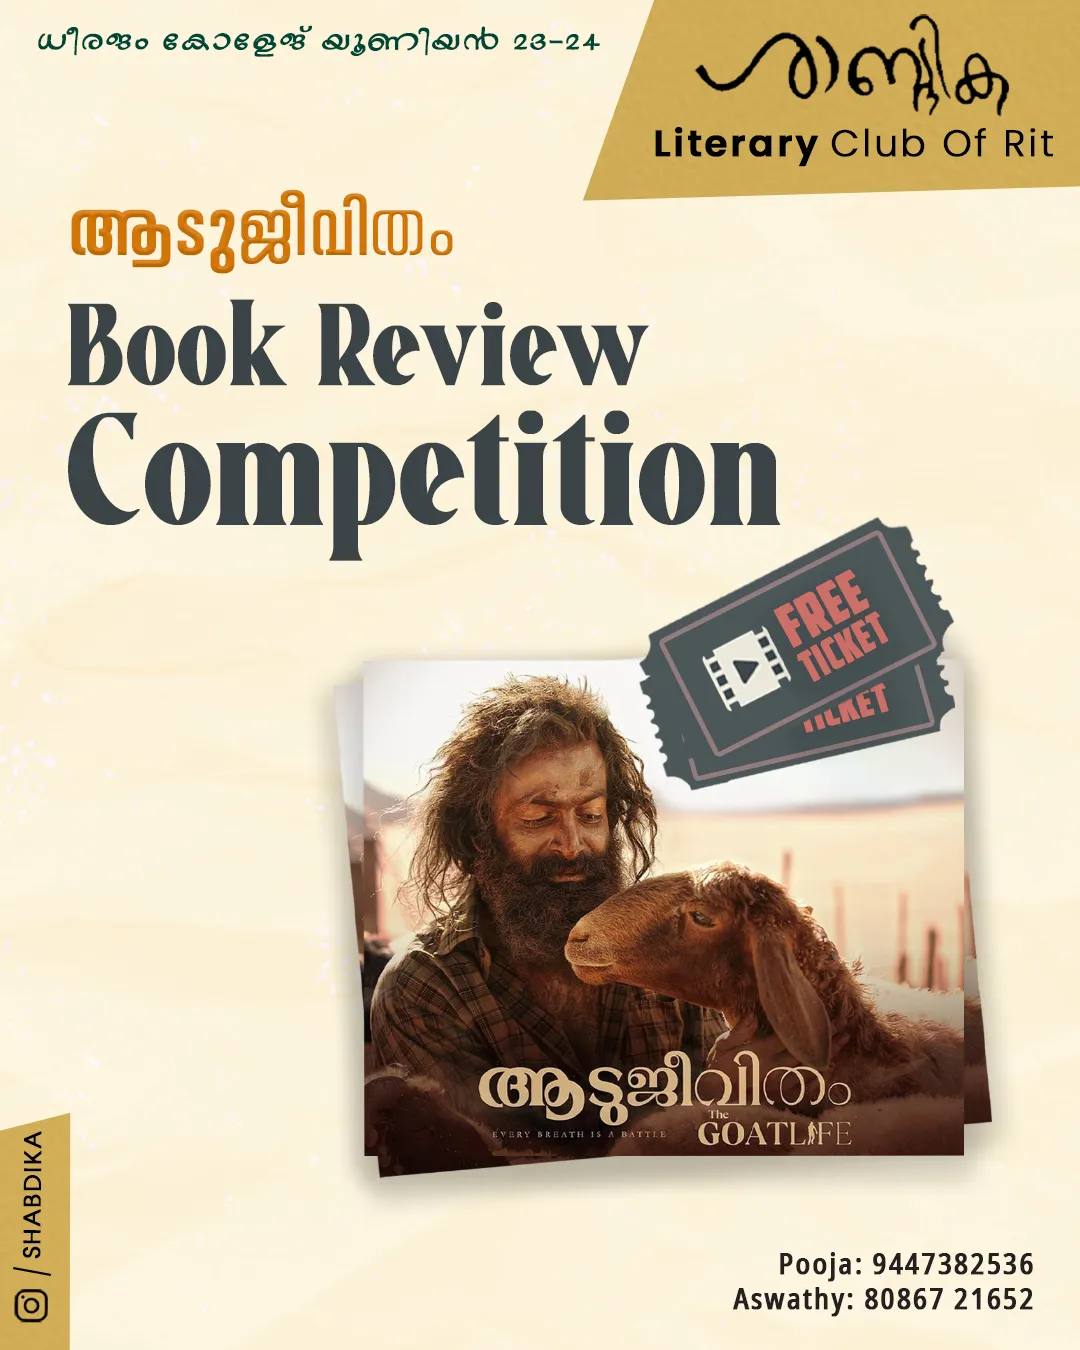 ധീരജം കോളേജ് യൂണിയൻ 23-24
ശാബ്ദിക
Literary Club Of Rit
ആടുജീവിതം
Book Review
Competition
FREE
TICKET
TICKET
ആടുജീവിതം
The
GOATLIFE
EVERY BREATH IS A BATTLE
/ SHABDIKA
Pooja: 9447382536
Aswathy: 80867 21652